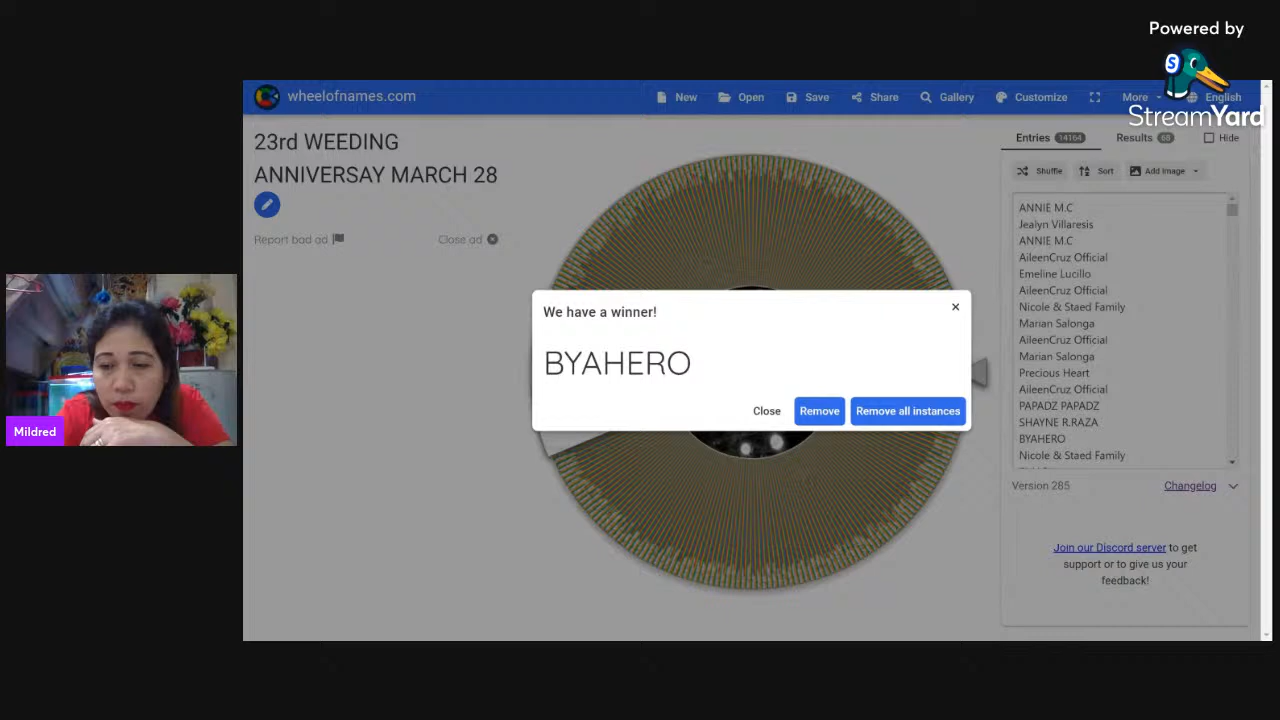 Powered by
StreamYard
wheelofnames.com
New
Open
Save
Share
Gallery
Customize
More
English
23rd WEEDING
ANNIVERSAY MARCH 28
Report bad ad
Close ad
Entries 14164
Results 68
Hide
Shuffle
Sort
Add Image
ANNIE M.C
Jealyn Villaresis
ANNIE M.C
AileenCruz Official
Emeline Lucillo
AileenCruz Official
Nicole & Staed Family
Marian Salonga
AileenCruz Official
Marian Salonga
Precious Heart
AileenCruz Official
PAPADZ PAPADZ
SHAYNE R.RAZA
BYAHERO
Nicole & Staed Family
We have a winner!
BYAHERO
Close
Remove
Remove all instances
Version 285
Changelog
Join our Discord server to get
support or to give us your
feedback!
Mildred